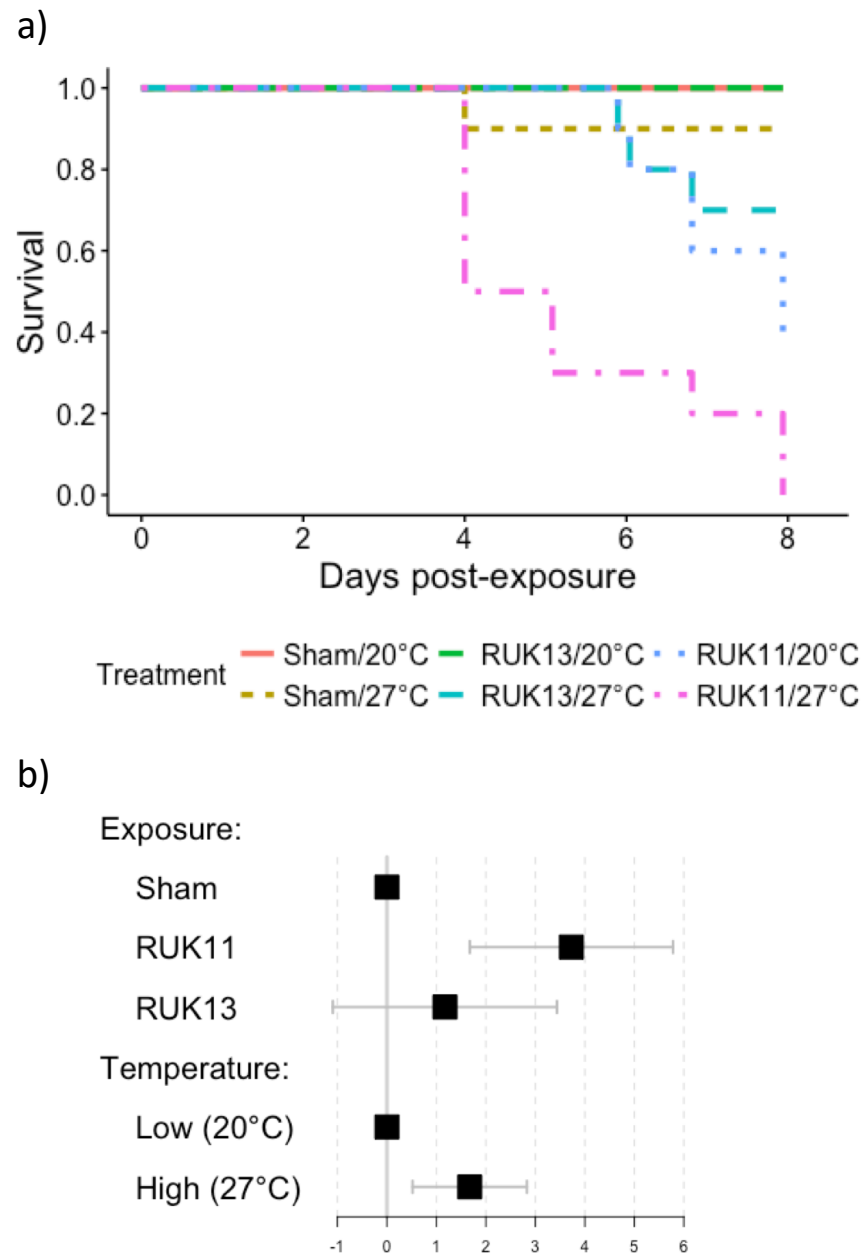 a)
1.0
0.8
0.6
0.4
0.2
0.0
Survival
0 2 4 6 8
Days post-exposure
Treatment
Sham/20°C RUK13/20°C RUK11/20°C
Sham/27°C RUK13/27°C RUK11/27°C
b)
Exposure:
Sham
RUK11
RUK13
Temperature:
Low (20°C)
High (27°C)
-1 0 1 2 3 4 5 6